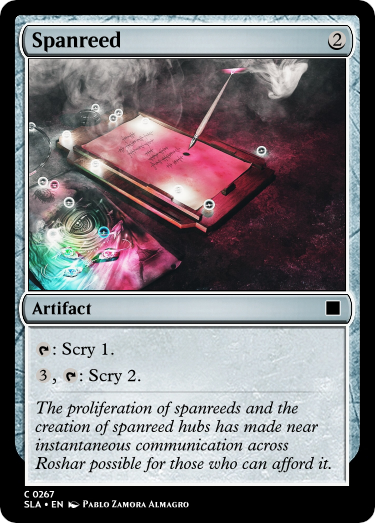 Spanreed 2
Artifact
: Scry 1.
3, : Scry 2.
The proliferation of spanreeds and the
creation of spanreed hubs has made near
instantaneous communication across
Roshar possible for those who can afford it.
C 0267
SLA • EN Pablo Zamora Almagro